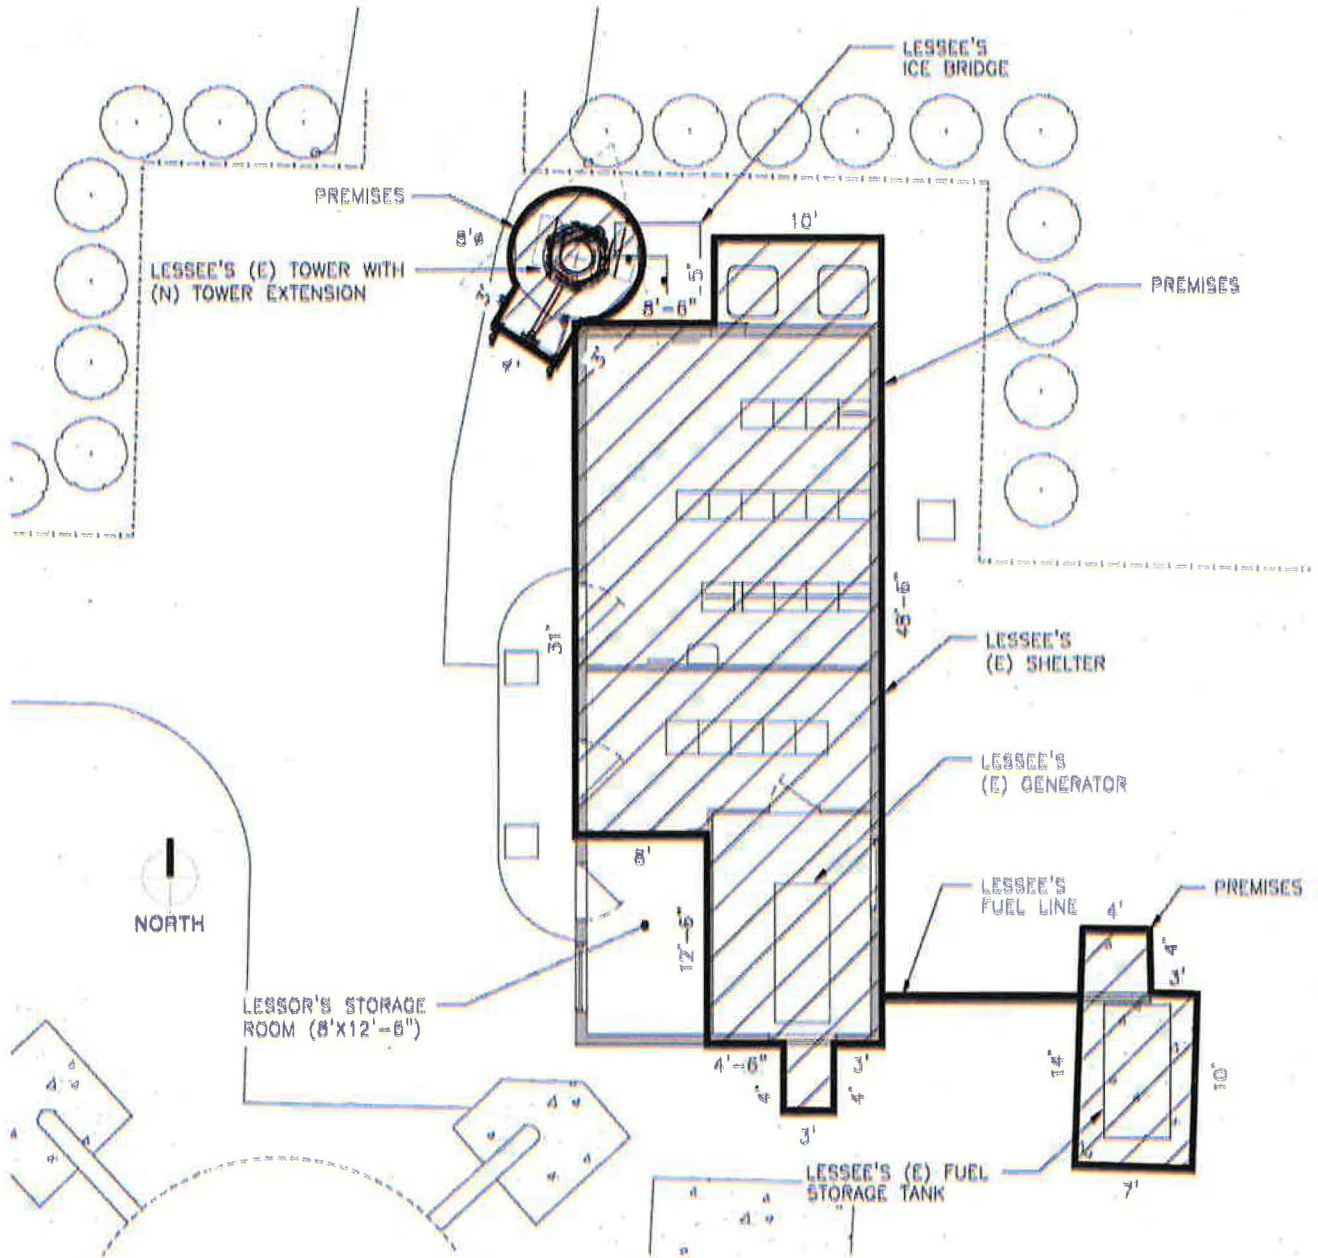 LESSEE'S
ICE BRIDGE
PREMISES
10'
8'ø
LESSEE'S (E) TOWER WITH
(N) TOWER EXTENSION
5'
8'-6"
PREMISES
3'
4'
3'
31'
48'-6"
LESSEE'S
(E) SHELTER
LESSEE'S
(E) GENERATOR
8'
NORTH
LESSEE'S
FUEL LINE
PREMISES
4'
4'
3'
12'-6"
LESSOR'S STORAGE
ROOM (8'X12'-6")
4'-6"
3'
4'
4'
3'
14'
10'
LESSEE'S (E) FUEL
STORAGE TANK
7'